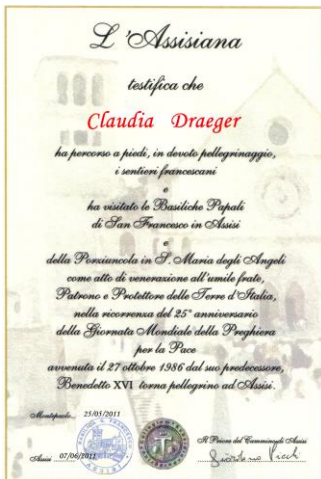 L'Assisiana
testifica che
Claudia Draeger
ha percorso a piedi, in devoto pellegrinaggio,
i sentieri francescani
e
ha visitato le Basiliche Papali
di San Francesco in Assisi
e
della Porziuncola in S. Maria degli Angeli
come atto di venerazione all'umile frate,
Patrono e Protettore delle Terre d'Italia,
nella ricorrenza del 25° anniversario
della Giornata Mondiale della Preghiera
per la Pace
avvenuta il 27 ottobre 1986 dal suo predecessore,
Benedetto XVI torna pellegrino ad Assisi.
25/05/2011
Il Priore del Cammino di Assisi
Assisi 07/06/2011
ASSISI